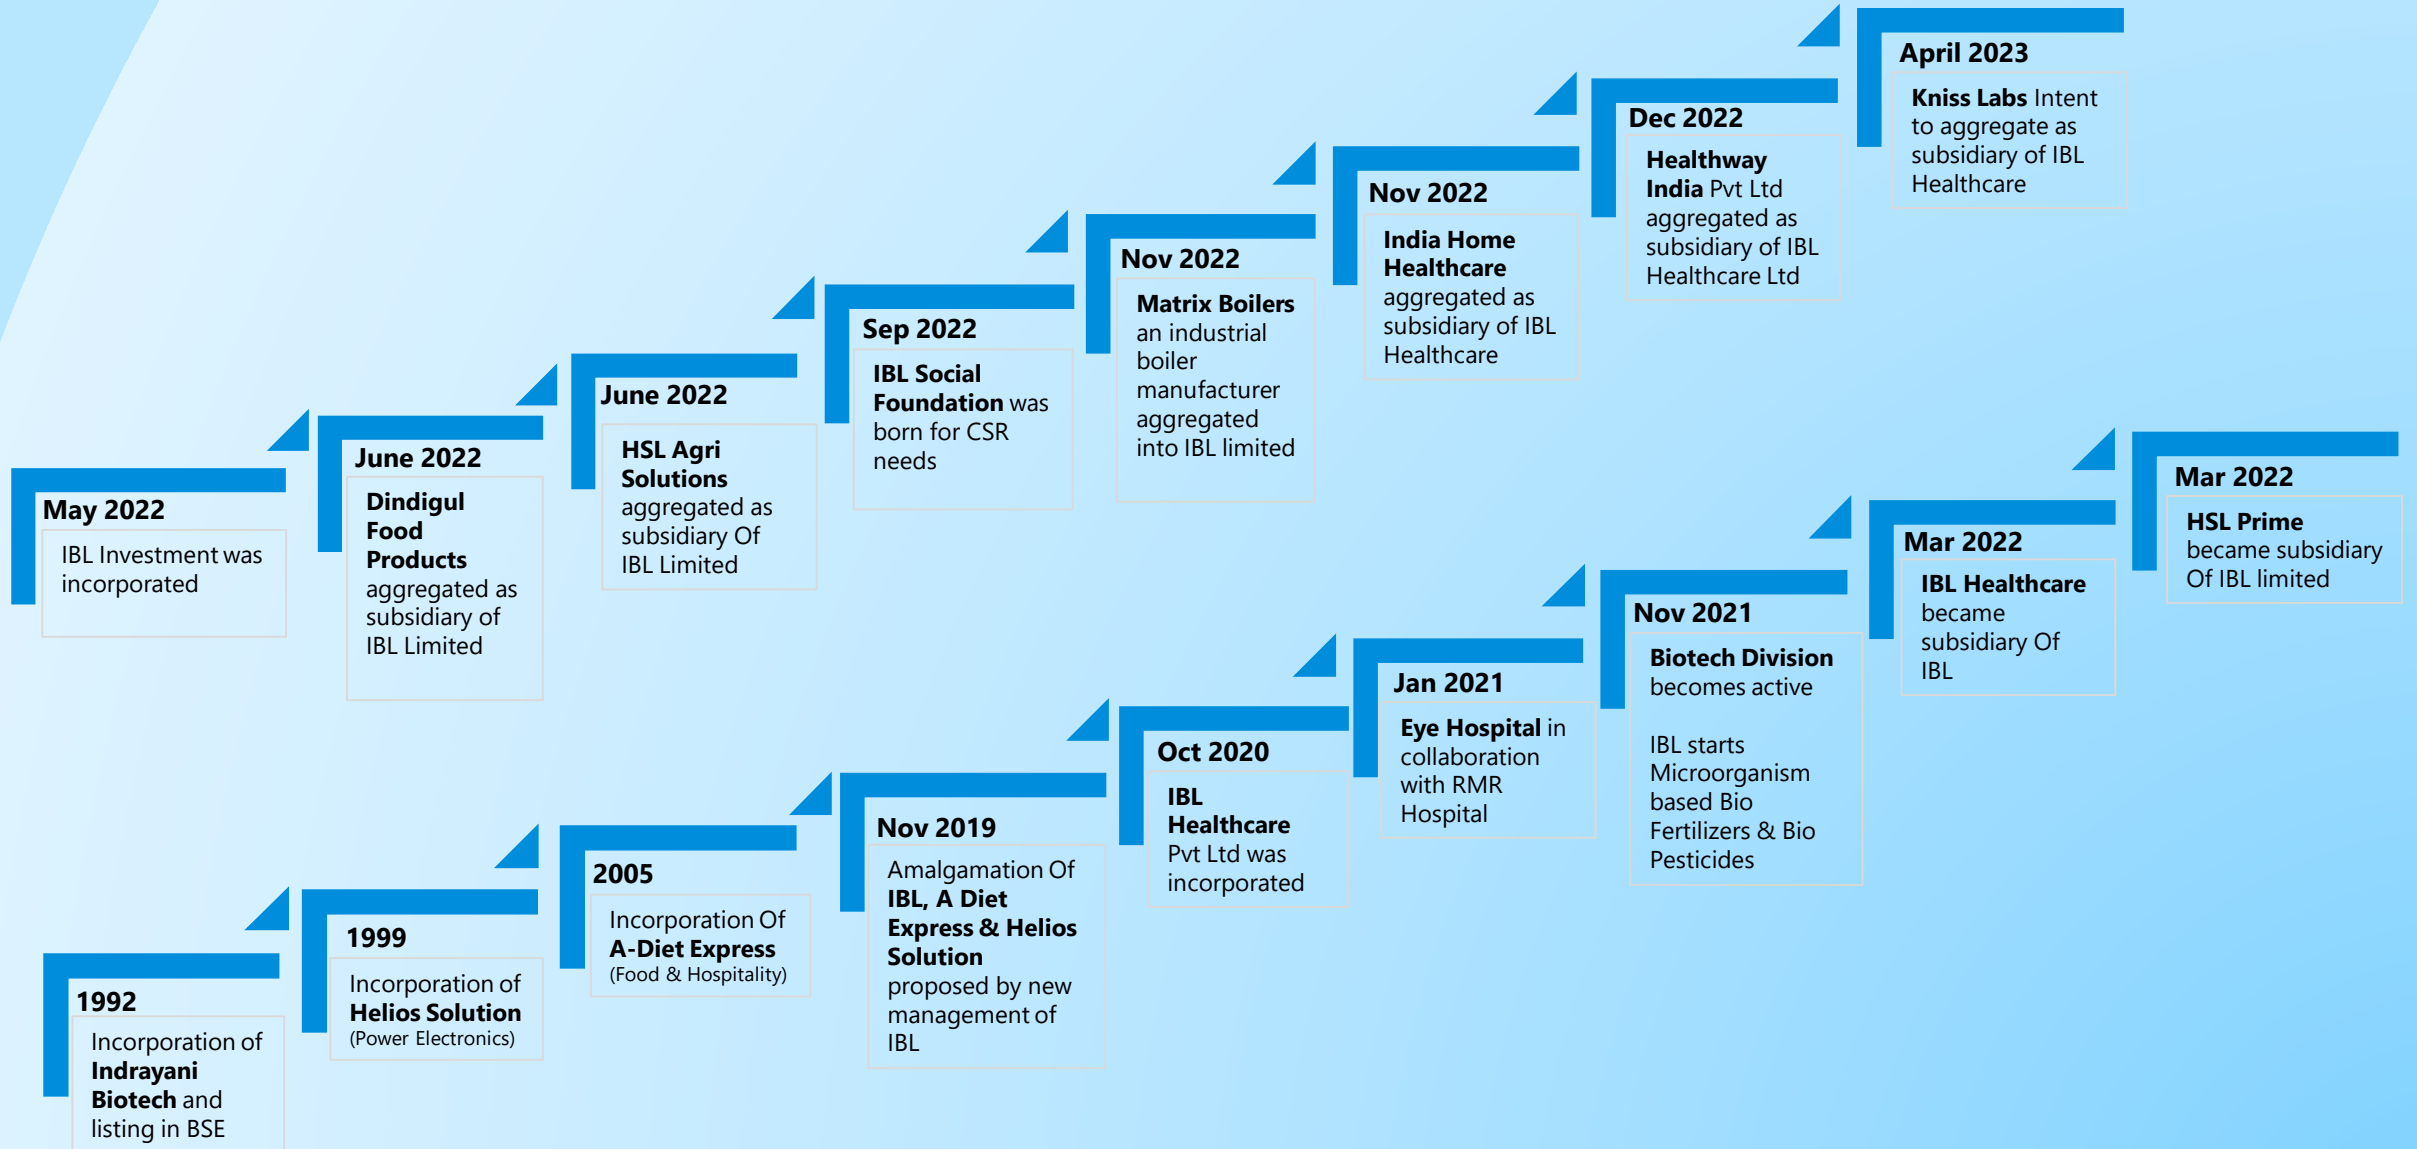 1992
Incorporation of
Indrayani
Biotech and
listing in BSE
1999
Incorporation of
Helios Solution
(Power Electronics)
2005
Incorporation Of
A-Diet Express
(Food & Hospitality)
Nov 2019
Amalgamation Of
IBL, A Diet
Express & Helios
Solution
proposed by new
management of
IBL
Oct 2020
IBL
Healthcare
Pvt Ltd was
incorporated
Jan 2021
Eye Hospital in
collaboration
with RMR
Hospital
Nov 2021
Biotech Division
becomes active
IBL starts
Microorganism
based Bio
Fertilizers & Bio
Pesticides
Mar 2022
IBL Healthcare
became
subsidiary Of
IBL
Mar 2022
HSL Prime
became subsidiary
Of IBL limited
May 2022
IBL Investment was
incorporated
June 2022
Dindigul
Food
Products
aggregated as
subsidiary of
IBL Limited
June 2022
HSL Agri
Solutions
aggregated as
subsidiary Of
IBL Limited
Sep 2022
IBL Social
Foundation was
born for CSR
needs
Nov 2022
Matrix Boilers
an industrial
boiler
manufacturer
aggregated
into IBL limited
Nov 2022
India Home
Healthcare
aggregated as
subsidiary of IBL
Healthcare
Dec 2022
Healthway
India Pvt Ltd
aggregated as
subsidiary of IBL
Healthcare Ltd
April 2023
Kniss Labs Intent
to aggregate as
subsidiary of IBL
Healthcare